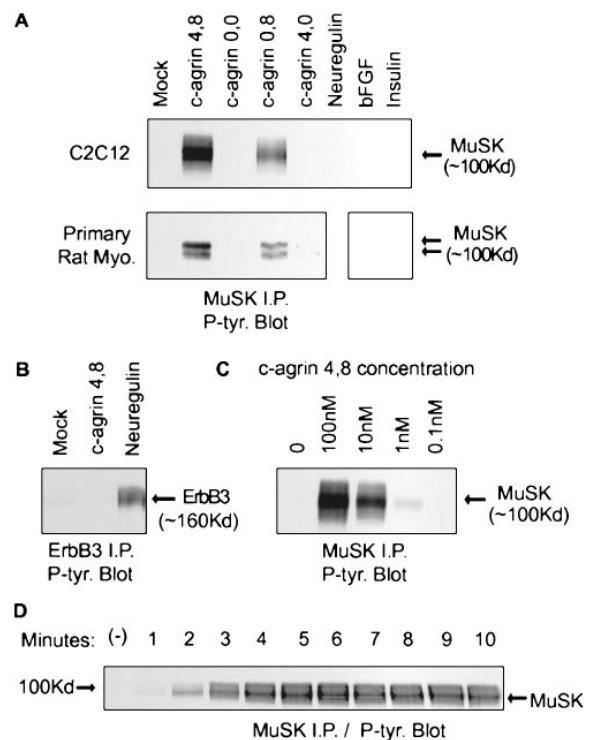 A
Mock
c-agrin 4,8
c-agrin 0,0
c-agrin 0,8
c-agrin 4,0
Neuregulin
bFGF
Insulin
C2C12
MuSK
(~100Kd)
Primary
Rat Myo.
MuSK
(~100Kd)
MuSK I.P.
P-tyr. Blot
B
Mock
c-agrin 4,8
Neuregulin
ErbB3
(~160Kd)
ErbB3 I.P.
P-tyr. Blot
C
c-agrin 4,8 concentration
0
100nM
10nM
1nM
0.1nM
MuSK
(~100Kd)
MuSK I.P.
P-tyr. Blot
D
Minutes: (-) 1 2 3 4 5 6 7 8 9 10
100Kd
MuSK
MuSK I.P. / P-tyr. Blot